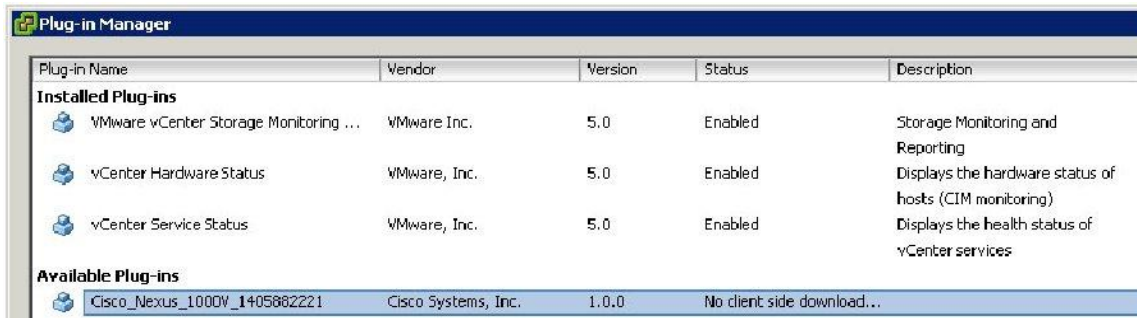 Plug-in Manager
Plug-in Name Vendor Version Status Description
Installed Plug-ins
VMware vCenter Storage Monitoring ... VMware Inc. 5.0 Enabled Storage Monitoring and
Reporting
vCenter Hardware Status VMware, Inc. 5.0 Enabled Displays the hardware status of
hosts (CIM monitoring)
vCenter Service Status VMware, Inc. 5.0 Enabled Displays the health status of
vCenter services
Available Plug-ins
Cisco_Nexus_1000V_1405882221 Cisco Systems, Inc. 1.0.0 No client side download...